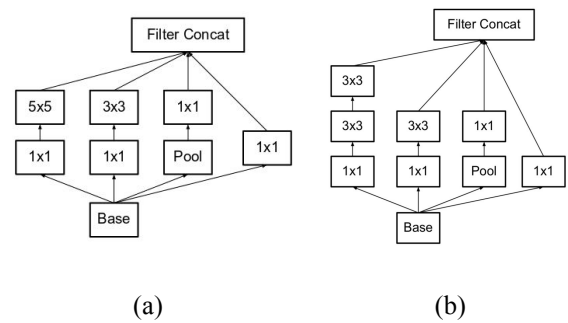 Filter Concat
5x5 3x3 1x1
1x1 1x1 Pool 1x1
Base
(a)
Filter Concat
3x3
3x3 3x3 1x1
1x1 1x1 Pool 1x1
Base
(b)